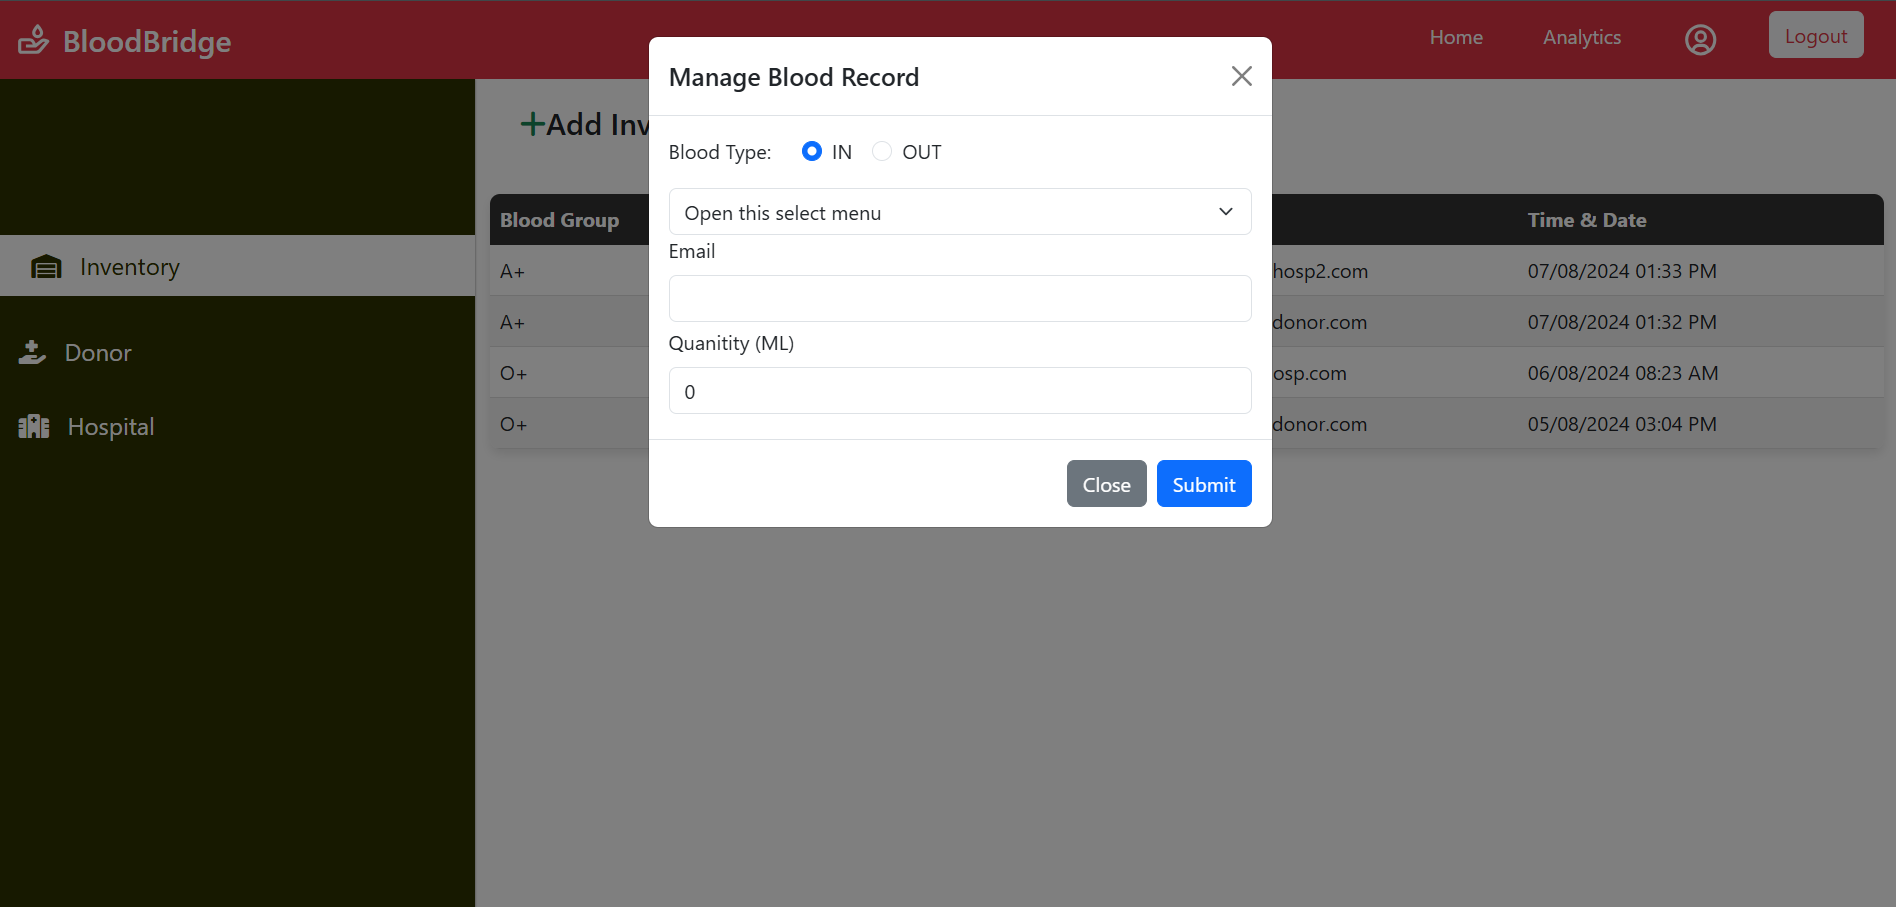 BloodBridge
Home
Analytics
Logout
Inventory
Donor
Hospital
Add Inv
Blood Group
Time & Date
A+
hosp2.com
07/08/2024 01:33 PM
A+
donor.com
07/08/2024 01:32 PM
O+
osp.com
06/08/2024 08:23 AM
O+
donor.com
05/08/2024 03:04 PM
Manage Blood Record
Blood Type: IN OUT
Open this select menu
Email
Quanitity (ML)
0
Close Submit